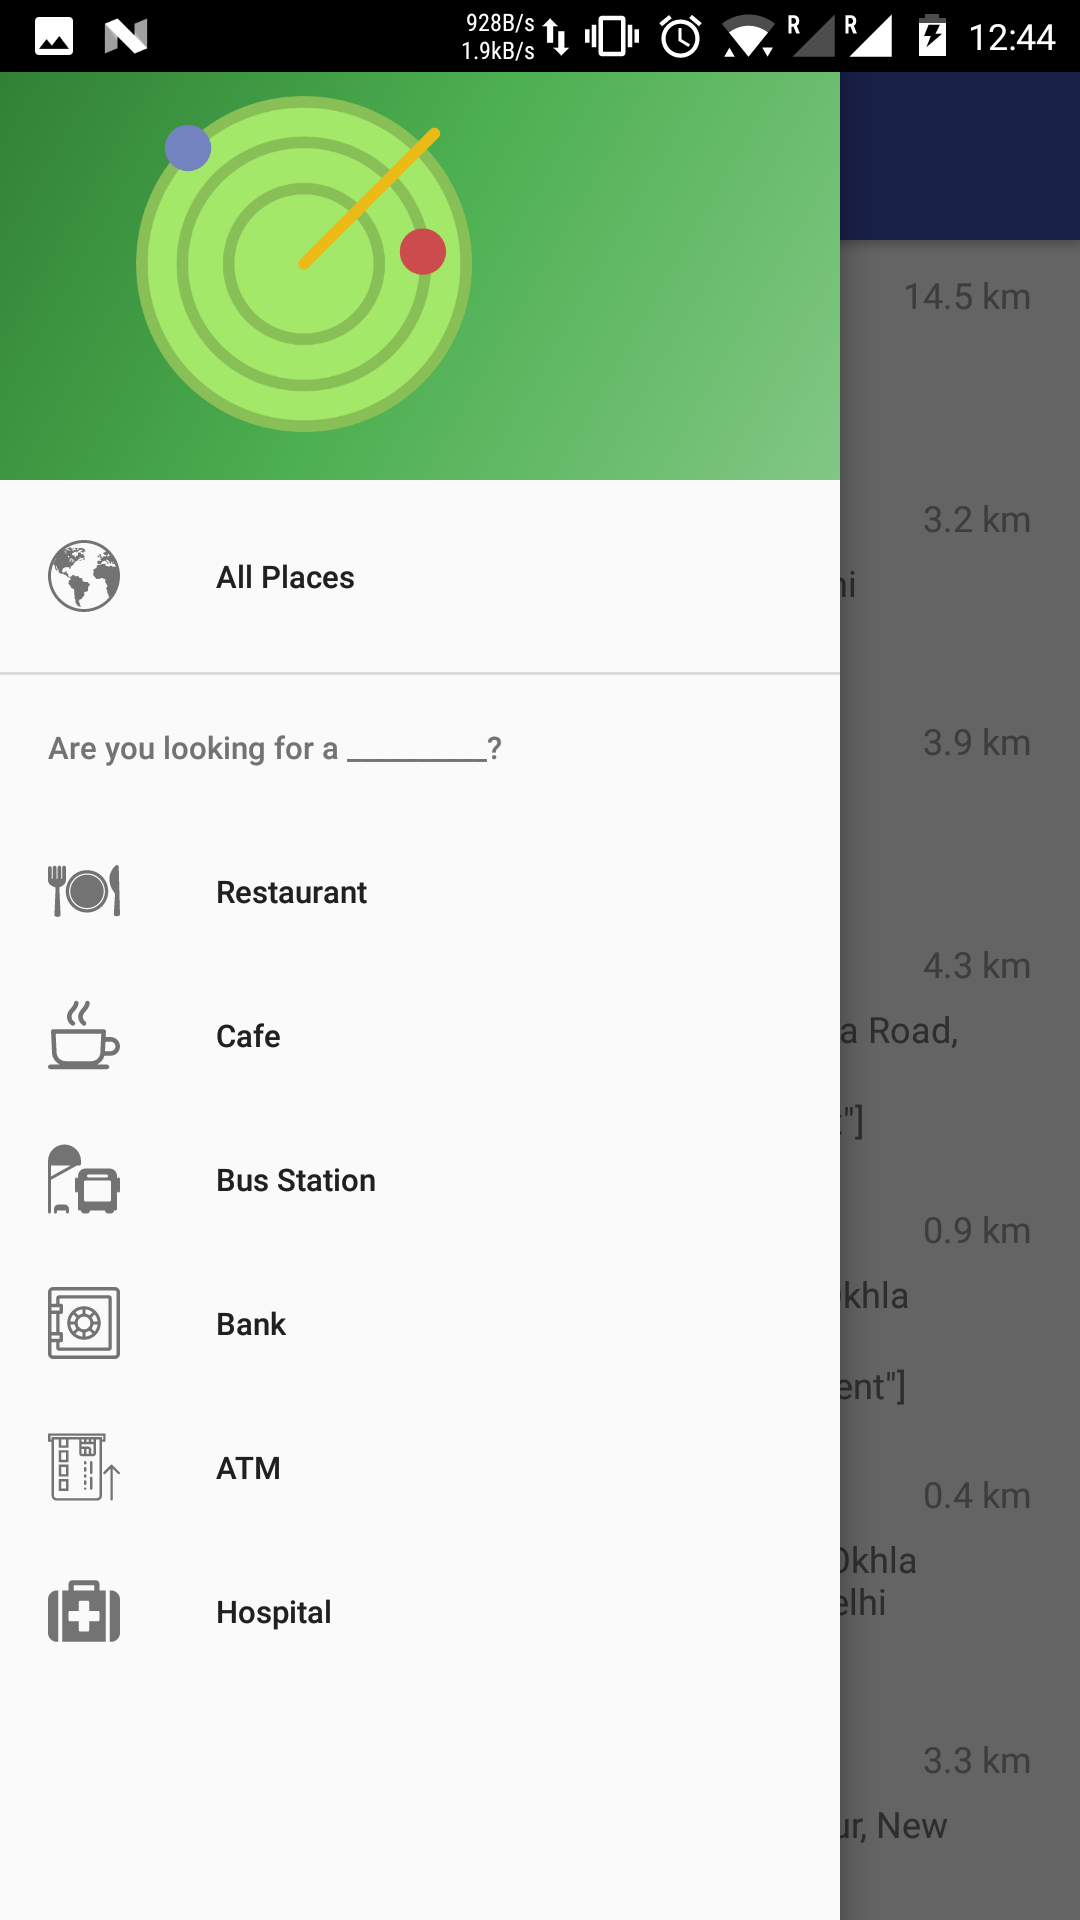 928B/s
1.9kB/s
R
R
12:44
14.5 km
All Places
3.2 km
Are you looking for a __________?
3.9 km
Restaurant
4.3 km
Cafe
a Road,
"]
Bus Station
0.9 km
khla
Bank
ent"]
ATM
0.4 km
Okhla
Hospital
elhi
3.3 km
ur, New